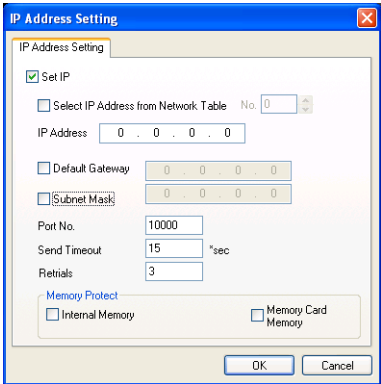 IP Address Setting
IP Address Setting
Set IP
Select IP Address from Network Table No. 0
IP Address 0 . 0 . 0 . 0
Default Gateway 0 . 0 . 0 . 0
Subnet Mask 0 . 0 . 0 . 0
Port No. 10000
Send Timeout 15 *sec
Retrials 3
Memory Protect
Internal Memory
Memory Card
Memory
OK Cancel